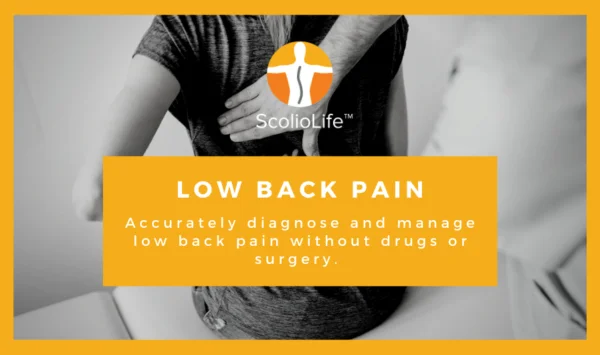 ScolioLife™
LOW BACK PAIN
Accurately diagnose and manage
low back pain without drugs or
surgery.